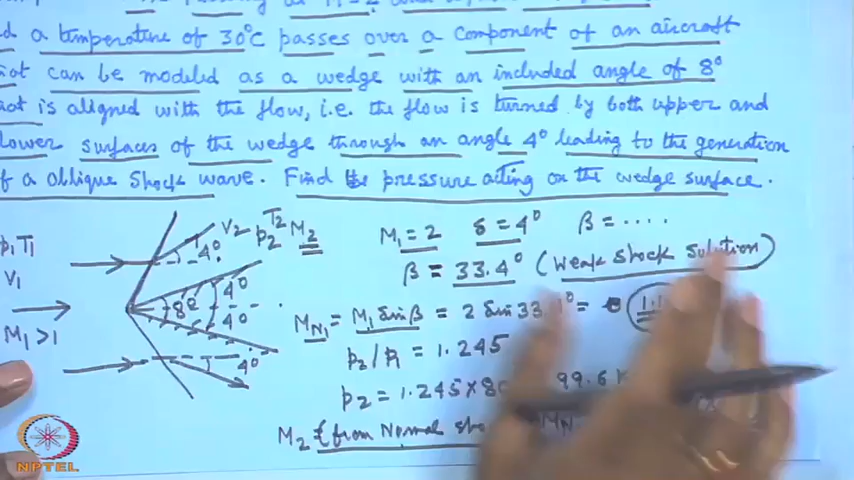 a temperature of 30°C passes over a component of an aircraft
can be modeled as a wedge with an included angle of 8°
is aligned with the flow, i.e. the flow is turned by both upper and
lower surfaces of the wedge through an angle 4° leading to the generation
of a oblique shock wave. Find the pressure acting on the wedge surface.
P1 T1
V1
M1 > 1
V2 P2 T2 M2
4°
4°
8°
4°
4°
M1 = 2 δ = 4° β = ....
β = 33.4° (Weak shock solution)
MN1 = M1 sin β = 2 sin 33 =
P2/P1 = 1.245
P2 = 1.245 × 80 99.6
M2 { from Normal
NPTEL